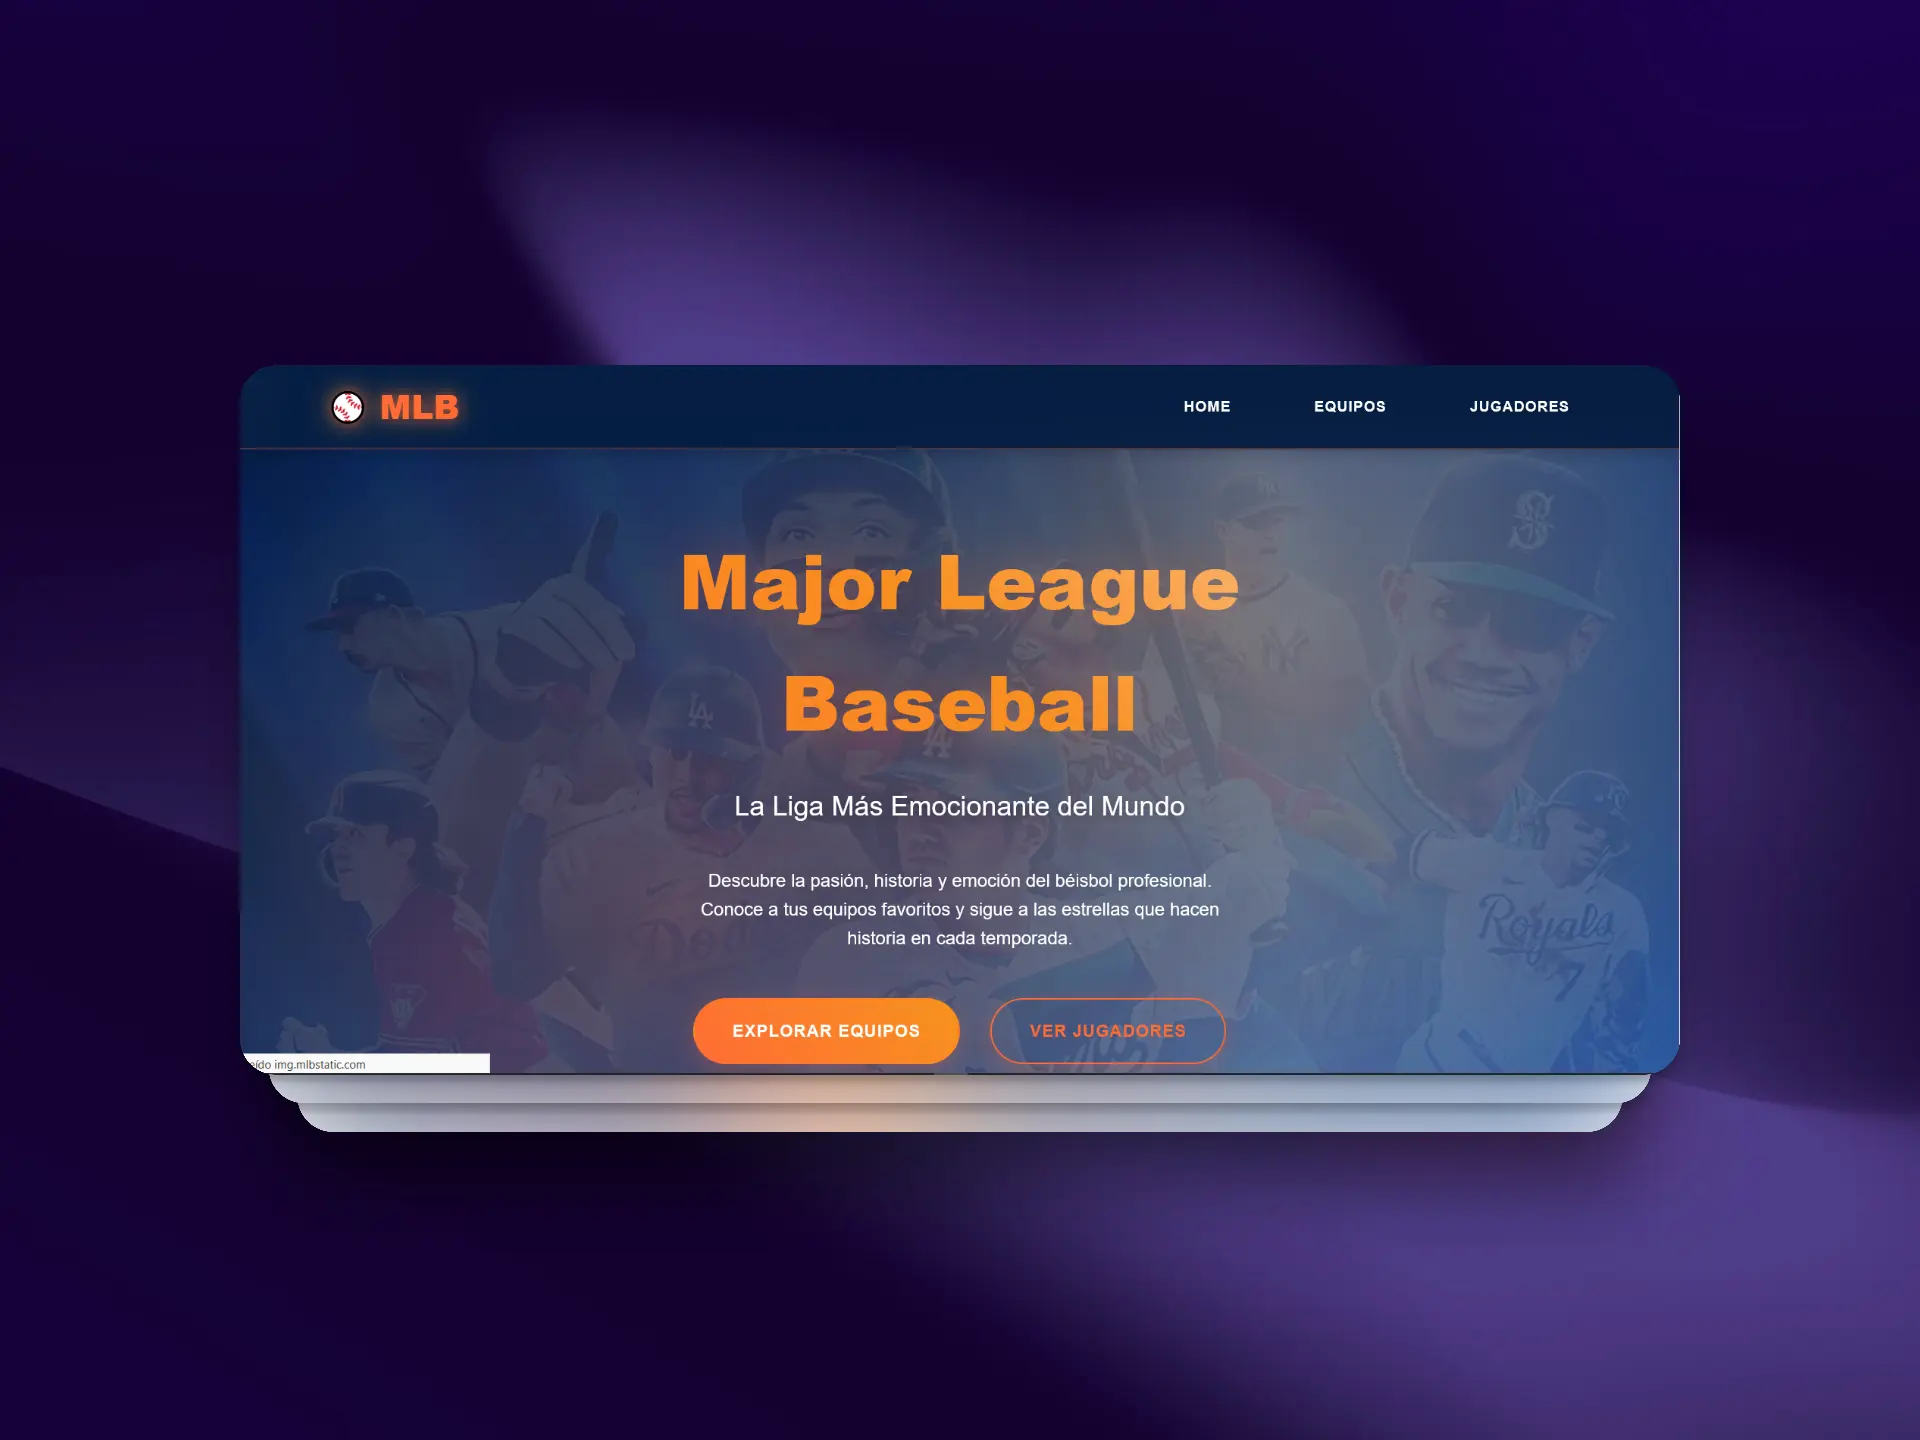 MLB
HOME EQUIPOS JUGADORES
Major League
Baseball
La Liga Más Emocionante del Mundo
Descubre la pasión, historia y emoción del béisbol profesional.
Conoce a tus equipos favoritos y sigue a las estrellas que hacen
historia en cada temporada.
EXPLORAR EQUIPOS VER JUGADORES
img.mlbstatic.com
Royals
7